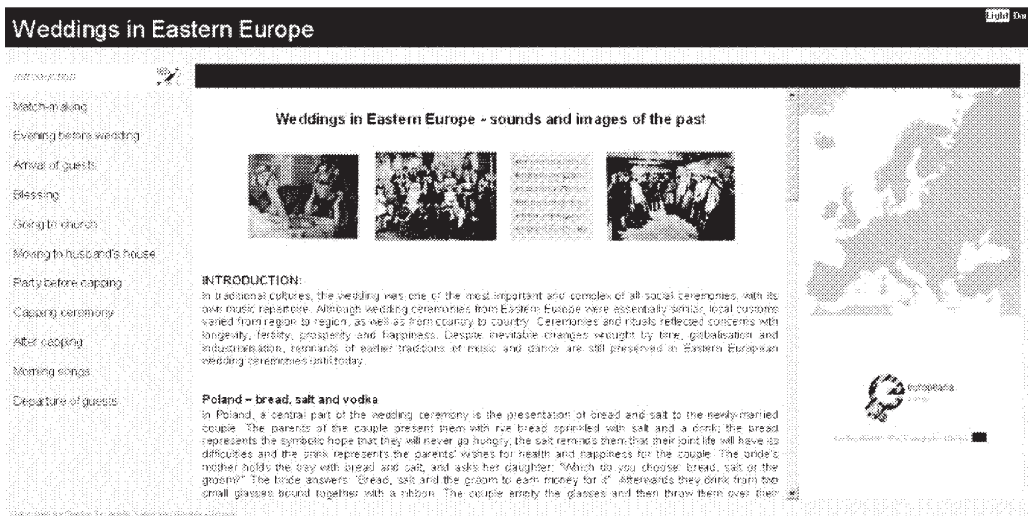 Weddings in Eastern Europe
Light
Introduction
Match-making
Evening before wedding
Arrival of guests
Blessing
Going to church
Moving to husband's house
Party before capping
Capping ceremony
After capping
Morning songs
Departure of guests
Weddings in Eastern Europe - sounds and images of the past
INTRODUCTION:
In traditional cultures, the wedding was one of the most important and complex of all social ceremonies, with its
own music repertoire. Although wedding ceremonies from Eastern Europe were essentially similar, local customs
varied from region to region, as well as from country to country. Ceremonies and rituals reflected concerns with
longevity, fertility, prosperity and happiness. Despite inevitable changes wrought by time, globalisation and
industrialisation, remnants of earlier traditions of music and dance are still preserved in Eastern European
wedding ceremonies until today.
Poland – bread, salt and vodka
In Poland, a central part of the wedding ceremony is the presentation of bread and salt to the newly-married
couple. The parents of the couple present them with rye bread sprinkled with salt and a drink; the bread
represents the symbolic hope that they will never go hungry, the salt reminds them that their joint life will have its
difficulties and the drink represents the parents' wishes for health and happiness for the couple. The bride's
mother holds the tray with bread and salt, and asks her daughter: "Which do you choose: bread, salt or the
groom?" The bride answers: "Bread, salt and the groom to earn money for it". Afterwards they drink from two
small glasses bound together with a ribbon. The couple empty the glasses and then throw them over their
europeana